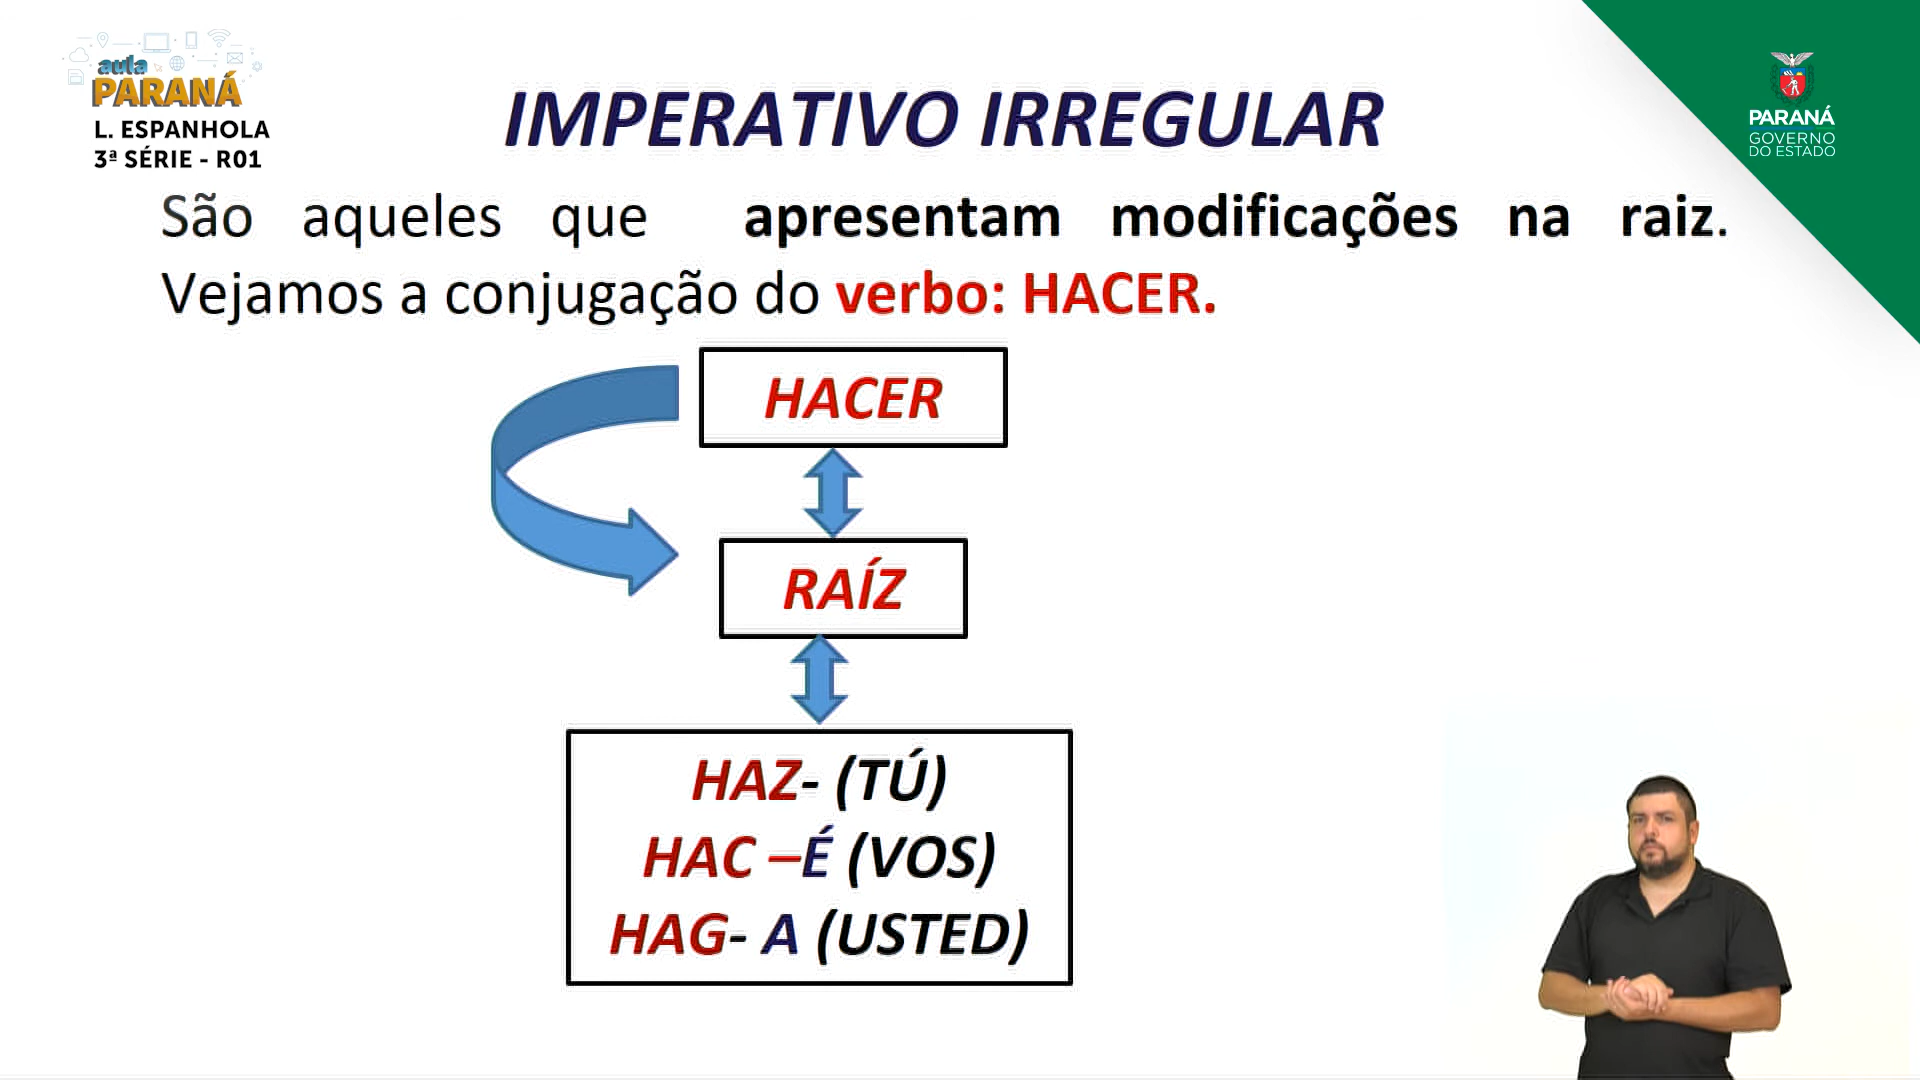 aula
PARANÁ
L. ESPANHOLA
3ª SÉRIE - R01
IMPERATIVO IRREGULAR
PARANÁ
GOVERNO
DO ESTADO
São aqueles que apresentam modificações na raiz.
Vejamos a conjugação do verbo: HACER.
HACER
RAÍZ
HAZ- (TÚ)
HAC –É (VOS)
HAG- A (USTED)